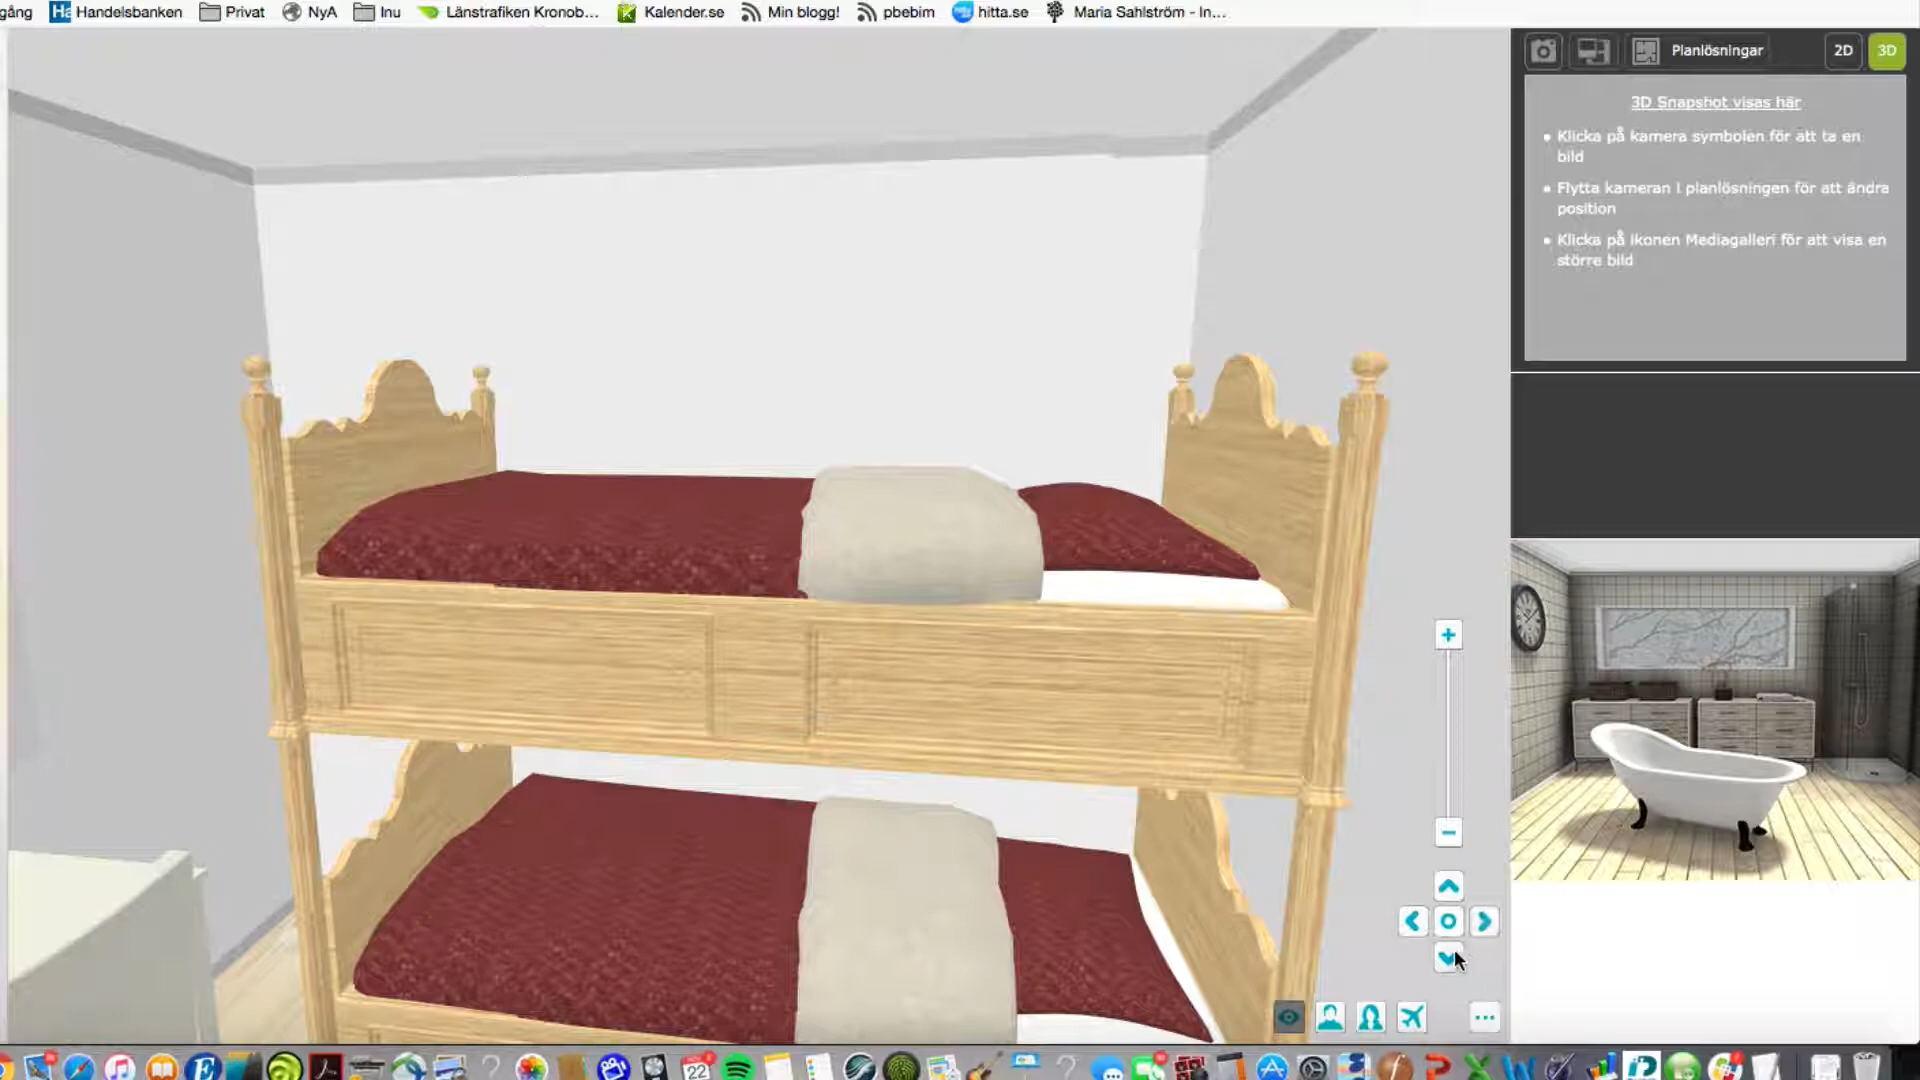 gång Handelsbanken Privat NyA Inu Länstrafiken Kronob... Kalender.se Min blogg! pbebim hitta.se Maria Sahlström - In...
Planlösningar 2D 3D
3D Snapshot visas här
• Klicka på kamera symbolen för att ta en
bild
• Flytta kameran i planlösningen för att ändra
position
• Klicka på ikonen Mediagalleri för att visa en
större bild
22